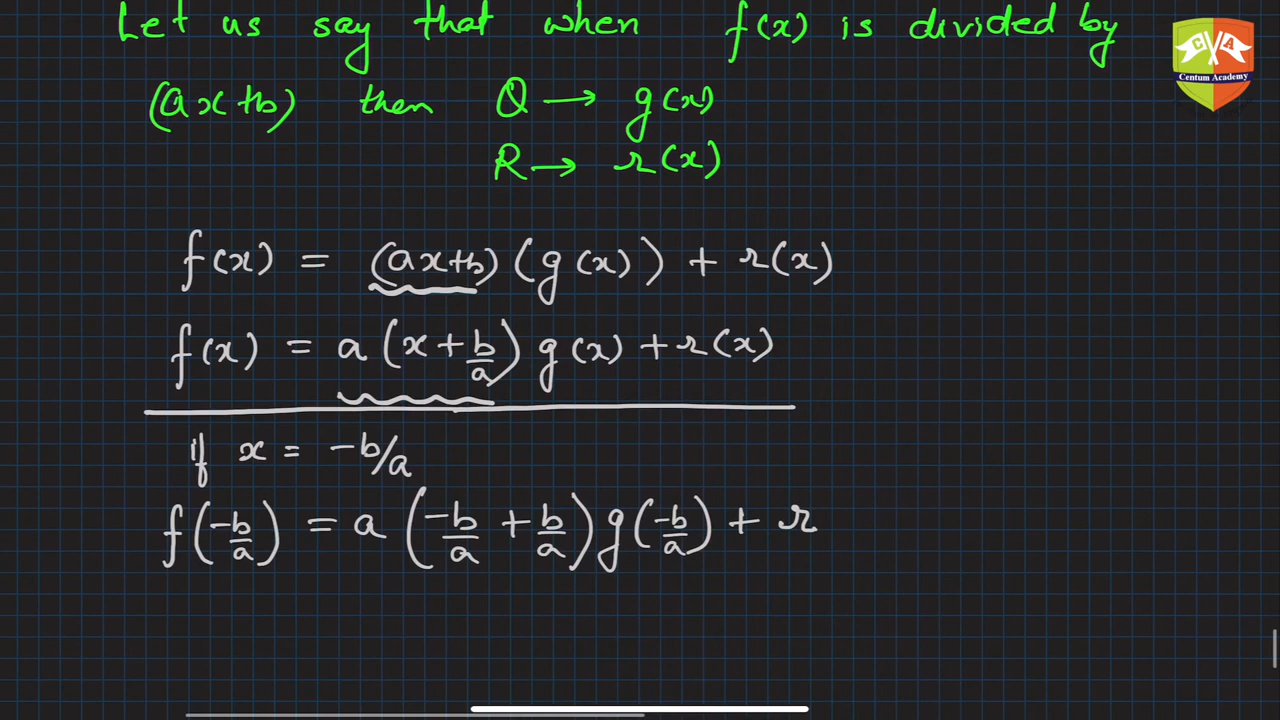 Let us say that when f(x) is divided by
(ax+b) then Q → g(x)
R → r(x)
f(x) = (ax+b)(g(x)) + r(x)
f(x) = a(x + b/a) g(x) + r(x)
if x = -b/a
f(-b/a) = a(-b/a + b/a) g(-b/a) + r
C A
Centum Academy